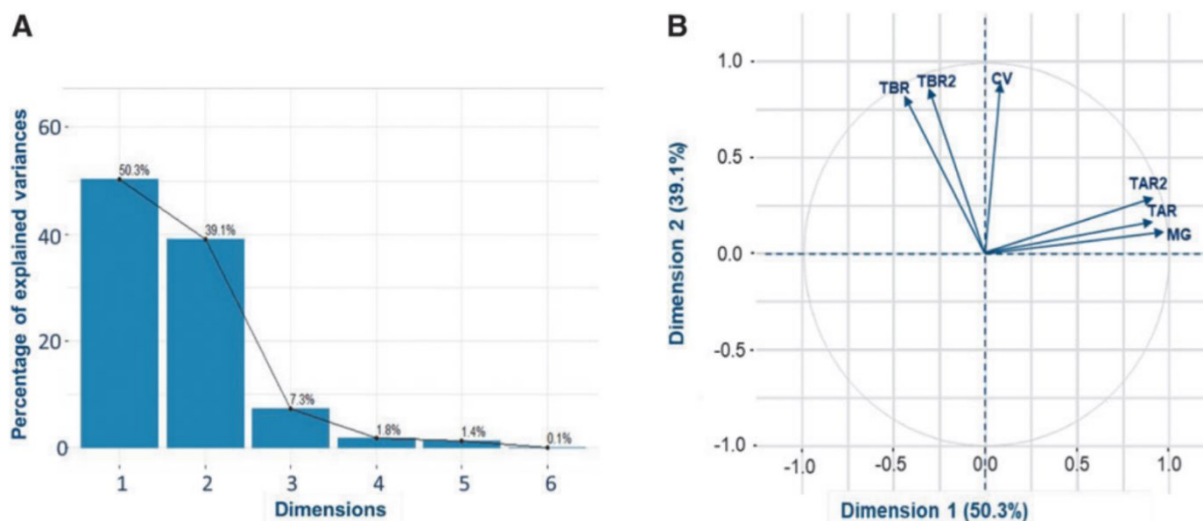 A
Percentage of explained variances
60
40
20
0
50.3%
39.1%
7.3%
1.8%
1.4%
0.1%
1 2 3 4 5 6
Dimensions
B
Dimension 2 (39.1%)
1.0
0.5
0.0
-0.5
-1.0
TBR TBR2 CV
TAR2
TAR
MG
-1.0 -0.5 0.0 0.5 1.0
Dimension 1 (50.3%)